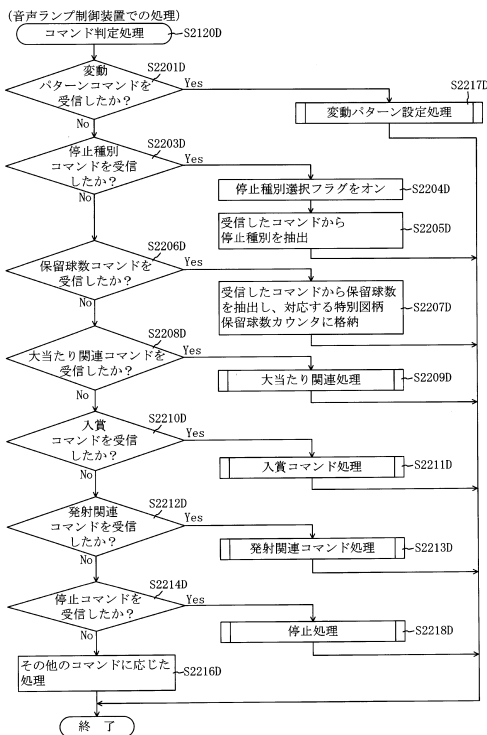 (音声ランプ制御装置での処理)
コマンド判定処理
S2120D
変動
パターンコマンドを
受信したか?
S2201D
Yes
No
変動パターン設定処理
S2217D
停止種別
コマンドを受信
したか?
S2203D
Yes
No
停止種別選択フラグをオン
S2204D
受信したコマンドから
停止種別を抽出
S2205D
保留球数コマンドを
受信したか?
S2206D
Yes
No
受信したコマンドから保留球数
を抽出し、対応する特別図柄
保留球数カウンタに格納
S2207D
大当たり関連コマンドを
受信したか?
S2208D
Yes
No
大当たり関連処理
S2209D
入賞
コマンドを受信
したか?
S2210D
Yes
No
入賞コマンド処理
S2211D
発射関連
コマンドを受信
したか?
S2212D
Yes
No
発射関連コマンド処理
S2213D
停止コマンドを
受信したか?
S2214D
Yes
No
停止処理
S2218D
その他のコマンドに応じた
処理
S2216D
終 了